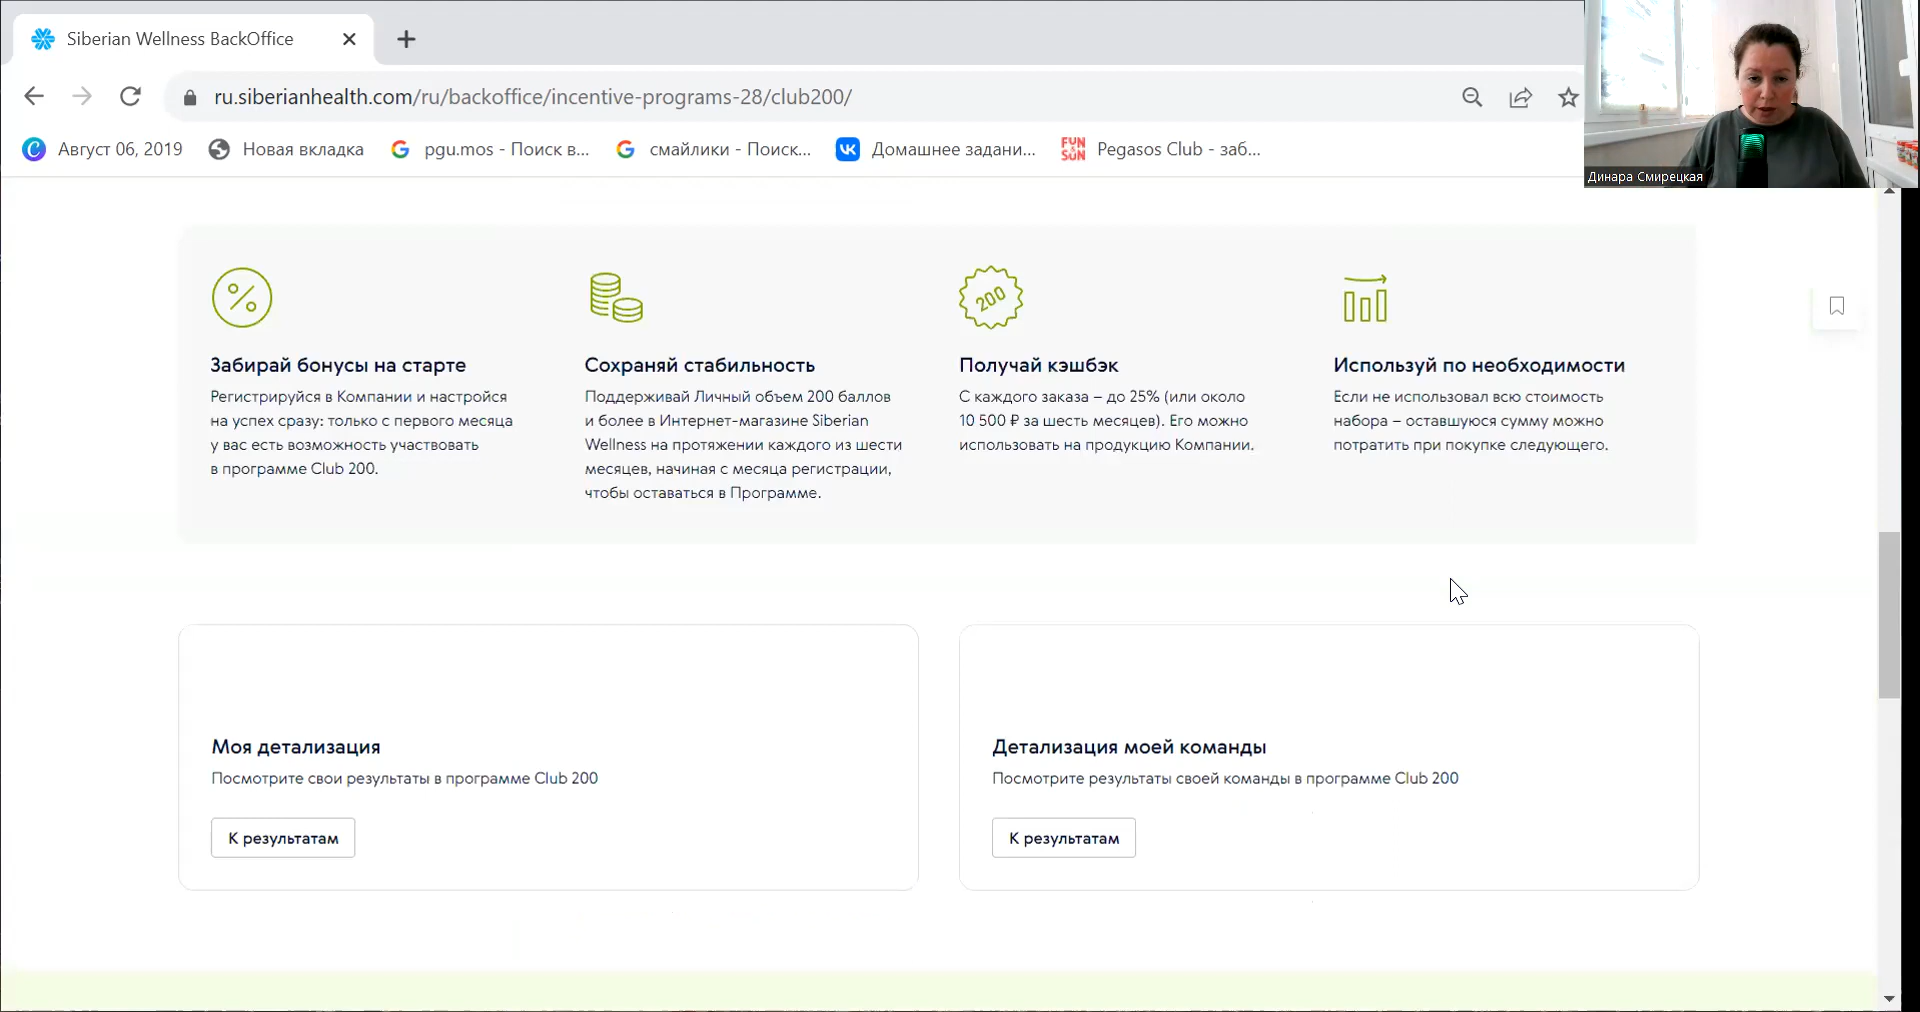 Siberian Wellness BackOffice
ru.siberianhealth.com/ru/backoffice/incentive-programs-28/club200/
Август 06, 2019
Новая вкладка
pgu.mos - Поиск в...
смайлики - Поиск...
Домашнее задани...
FUN & SUN
Pegasos Club - заб...
Динара Смирецкая
200
Забирай бонусы на старте
Регистрируйся в Компании и настройся
на успех сразу: только с первого месяца
у вас есть возможность участвовать
в программе Club 200.
Сохраняй стабильность
Поддерживай Личный объем 200 баллов
и более в Интернет-магазине Siberian
Wellness на протяжении каждого из шести
месяцев, начиная с месяца регистрации,
чтобы оставаться в Программе.
Получай кэшбэк
С каждого заказа – до 25% (или около
10 500 ₽ за шесть месяцев). Его можно
использовать на продукцию Компании.
Используй по необходимости
Если не использовал всю стоимость
набора – оставшуюся сумму можно
потратить при покупке следующего.
Моя детализация
Посмотрите свои результаты в программе Club 200
К результатам
Детализация моей команды
Посмотрите результаты своей команды в программе Club 200
К результатам